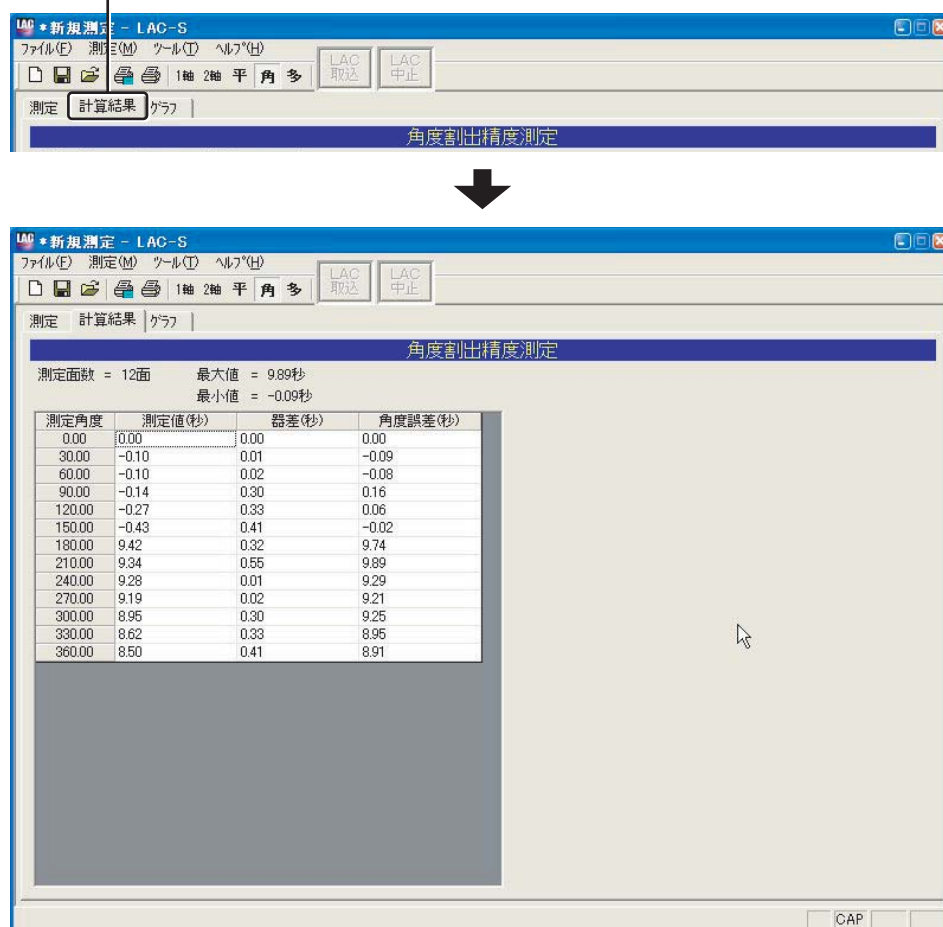 *新規測定 - LAC-S
ファイル(F) 測定(M) ツール(T) ヘルプ(H)
1軸 2軸 平 角 多 LAC取込 LAC中止
測定 計算結果 グラフ
角度割出精度測定
*新規測定 - LAC-S
ファイル(F) 測定(M) ツール(T) ヘルプ(H)
1軸 2軸 平 角 多 LAC取込 LAC中止
測定 計算結果 グラフ
角度割出精度測定
測定面数 = 12面 最大値 = 9.89秒
最小値 = -0.09秒
測定角度 測定値(秒) 器差(秒) 角度誤差(秒)
0.00 0.00 0.00 0.00
30.00 -0.10 0.01 -0.09
60.00 -0.10 0.02 -0.08
90.00 -0.14 0.30 0.16
120.00 -0.27 0.33 0.06
150.00 -0.43 0.41 -0.02
180.00 9.42 0.32 9.74
210.00 9.34 0.55 9.89
240.00 9.28 0.01 9.29
270.00 9.19 0.02 9.21
300.00 8.95 0.30 9.25
330.00 8.62 0.33 8.95
360.00 8.50 0.41 8.91
CAP